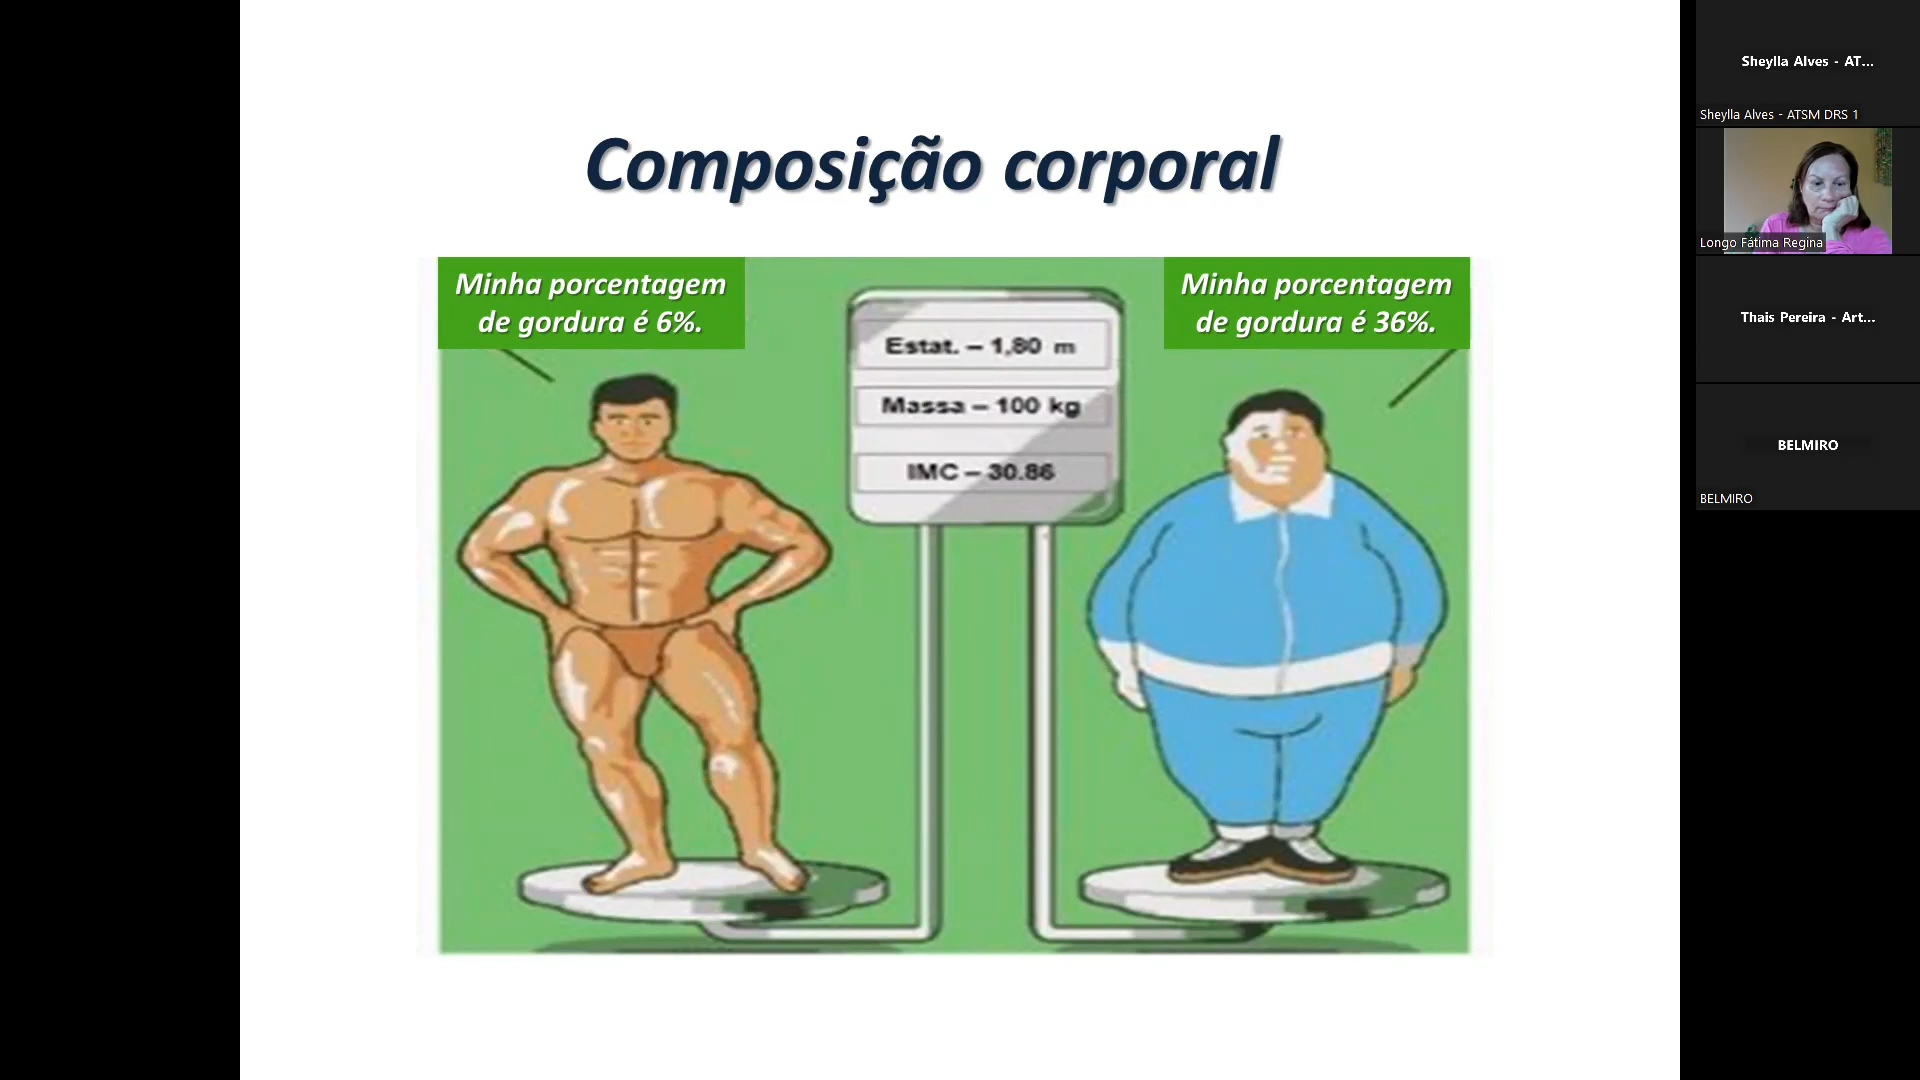 Composição corporal
Minha porcentagem
de gordura é 6%.
Estat. – 1,80 m
Massa – 100 kg
IMC – 30.86
Minha porcentagem
de gordura é 36%.
Sheylla Alves - AT...
Sheylla Alves - ATSM DRS 1
Longo Fátima Regina
Thais Pereira - Art...
BELMIRO
BELMIRO